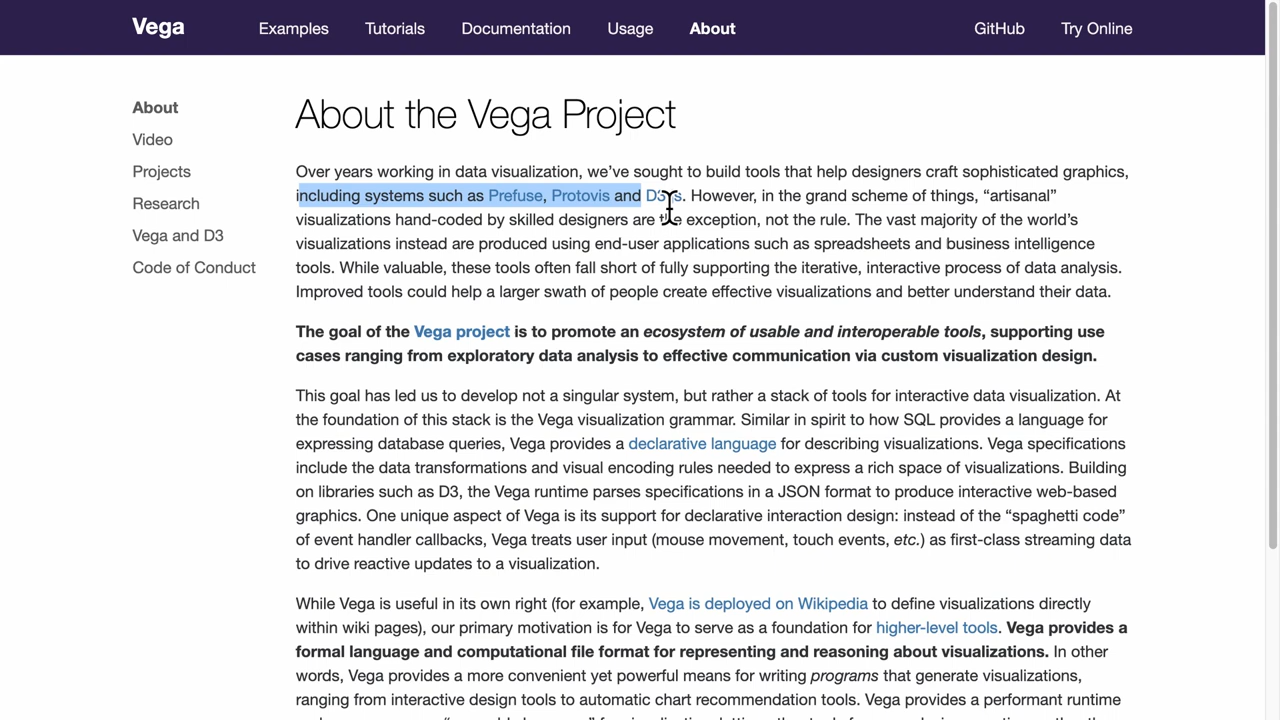 Vega Examples Tutorials Documentation Usage About GitHub Try Online
About
Video
Projects
Research
Vega and D3
Code of Conduct
About the Vega Project
Over years working in data visualization, we’ve sought to build tools that help designers craft sophisticated graphics,
including systems such as Prefuse, Protovis and D3.js. However, in the grand scheme of things, “artisanal”
visualizations hand-coded by skilled designers are the exception, not the rule. The vast majority of the world’s
visualizations instead are produced using end-user applications such as spreadsheets and business intelligence
tools. While valuable, these tools often fall short of fully supporting the iterative, interactive process of data analysis.
Improved tools could help a larger swath of people create effective visualizations and better understand their data.
The goal of the Vega project is to promote an ecosystem of usable and interoperable tools, supporting use
cases ranging from exploratory data analysis to effective communication via custom visualization design.
This goal has led us to develop not a singular system, but rather a stack of tools for interactive data visualization. At
the foundation of this stack is the Vega visualization grammar. Similar in spirit to how SQL provides a language for
expressing database queries, Vega provides a declarative language for describing visualizations. Vega specifications
include the data transformations and visual encoding rules needed to express a rich space of visualizations. Building
on libraries such as D3, the Vega runtime parses specifications in a JSON format to produce interactive web-based
graphics. One unique aspect of Vega is its support for declarative interaction design: instead of the “spaghetti code”
of event handler callbacks, Vega treats user input (mouse movement, touch events, etc.) as first-class streaming data
to drive reactive updates to a visualization.
While Vega is useful in its own right (for example, Vega is deployed on Wikipedia to define visualizations directly
within wiki pages), our primary motivation is for Vega to serve as a foundation for higher-level tools. Vega provides a
formal language and computational file format for representing and reasoning about visualizations. In other
words, Vega provides a more convenient yet powerful means for writing programs that generate visualizations,
ranging from interactive design tools to automatic chart recommendation tools. Vega provides a performant runtime